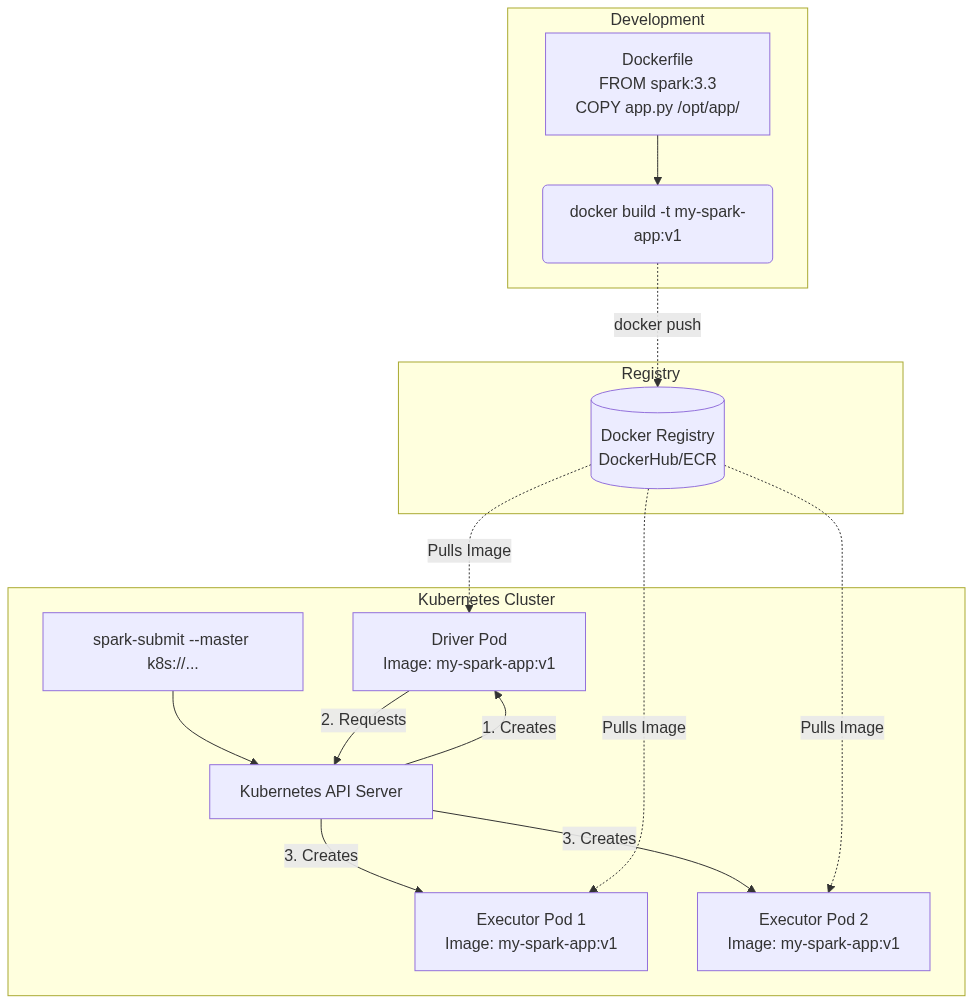 Development
Dockerfile
FROM spark:3.3
COPY app.py /opt/app/
docker build -t my-spark-
app:v1
docker push
Registry
Docker Registry
DockerHub/ECR
Pulls Image
Kubernetes Cluster
spark-submit --master
k8s://...
Driver Pod
Image: my-spark-app:v1
2. Requests
1. Creates
Pulls Image
Pulls Image
Kubernetes API Server
3. Creates
3. Creates
Executor Pod 1
Image: my-spark-app:v1
Executor Pod 2
Image: my-spark-app:v1